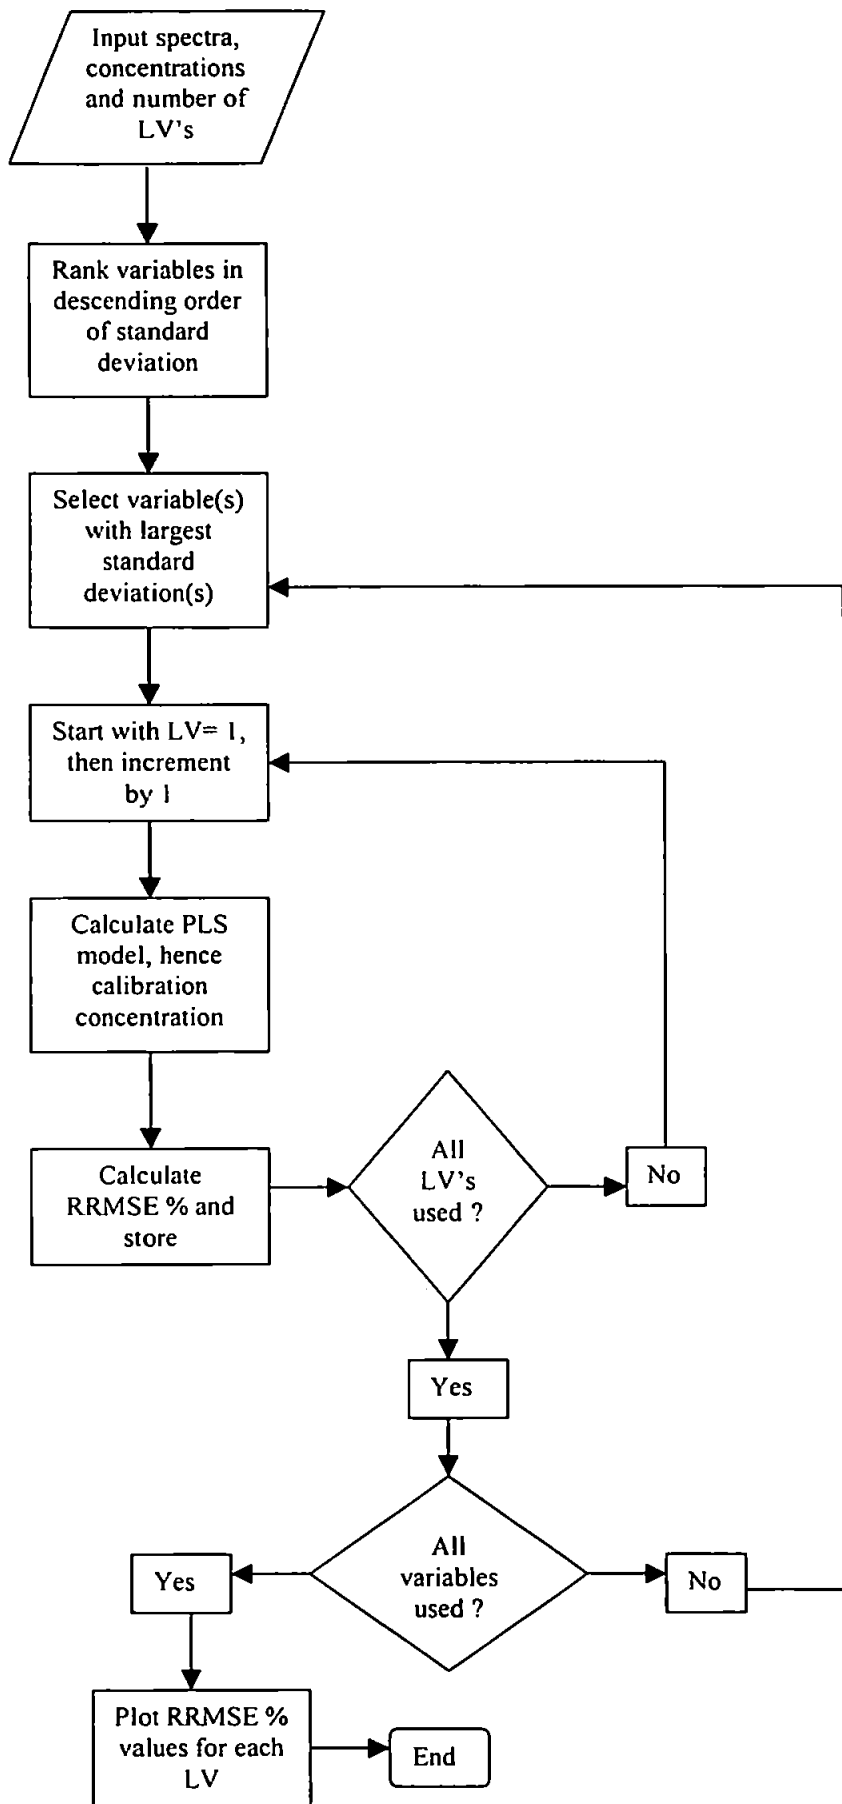 Input spectra,
concentrations
and number of
LV's
Rank variables in
descending order
of standard
deviation
Select variable(s)
with largest
standard
deviation(s)
Start with LV= 1,
then increment
by 1
Calculate PLS
model, hence
calibration
concentration
Calculate
RRMSE % and
store
All
LV's
used ?
No
Yes
All
variables
used ?
Yes
No
Plot RRMSE %
values for each
LV
End